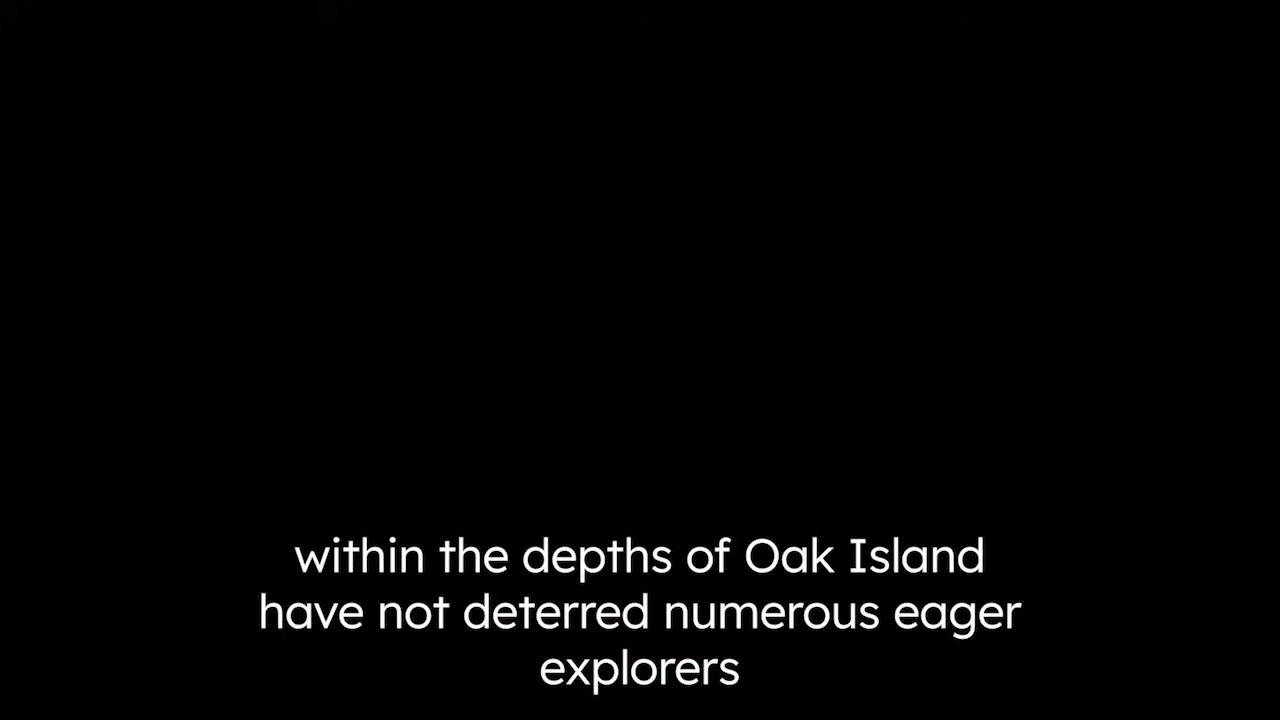 within the depths of Oak Island
have not deterred numerous eager
explorers